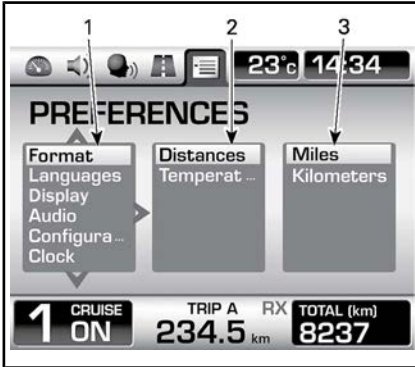 1 2 3
23°c 14:34
PREFERENCES
Format Distances Miles
Languages Temperat ... Kilometers
Display
Audio
Configura ...
Clock
1 CRUISE ON TRIP A 234.5 km RX TOTAL (km) 8237